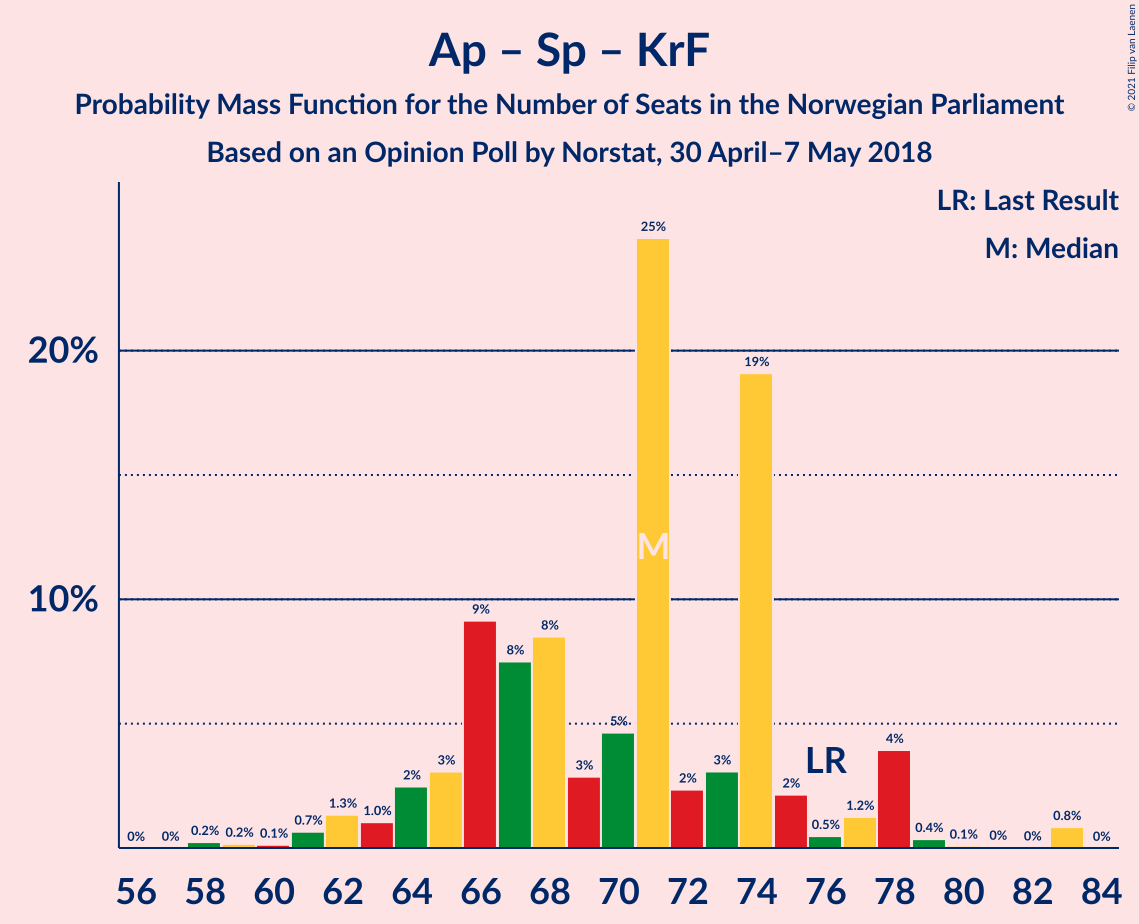 Ap – Sp – KrF
Probability Mass Function for the Number of Seats in the Norwegian Parliament
Based on an Opinion Poll by Norstat, 30 April–7 May 2018
© 2021 Filip van Laenen
LR: Last Result
M: Median
20%
10%
0% 0% 0.2% 0.2% 0.1% 0.7% 1.3% 1.0% 2% 3% 9% 8% 8% 3% 5% 25% 2% 3% 19% 2% 0.5% 1.2% 4% 0.4% 0.1% 0% 0% 0.8% 0%
M
LR
56 58 60 62 64 66 68 70 72 74 76 78 80 82 84